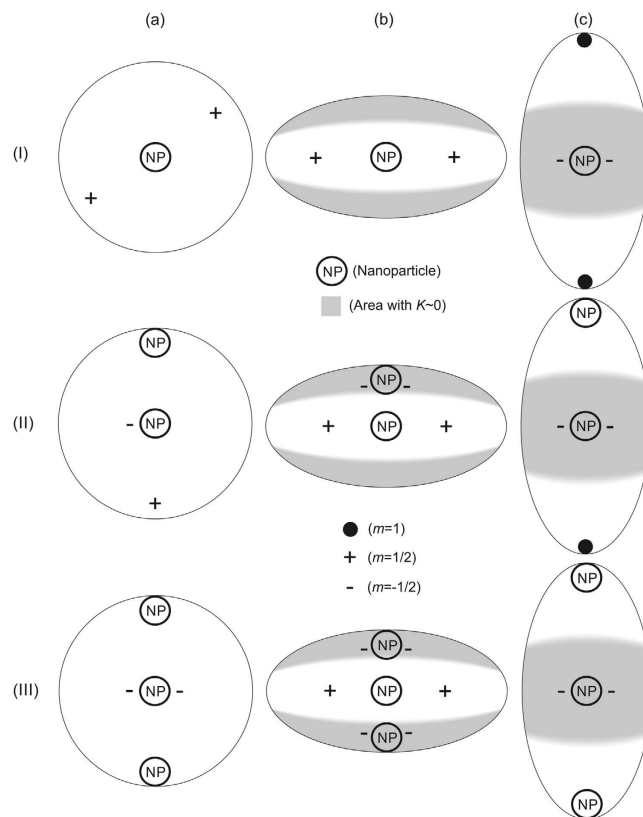 (a) (b) (c)
(I) NP + + + NP + - NP -
NP (Nanoparticle)
(Area with K~0)
NP NP
NP - -
(II) - NP + NP + - NP -
+
(m=1)
+ (m=1/2)
- (m=-1/2)
NP NP NP
- -
(III) - NP - + NP + - NP -
NP - NP - NP